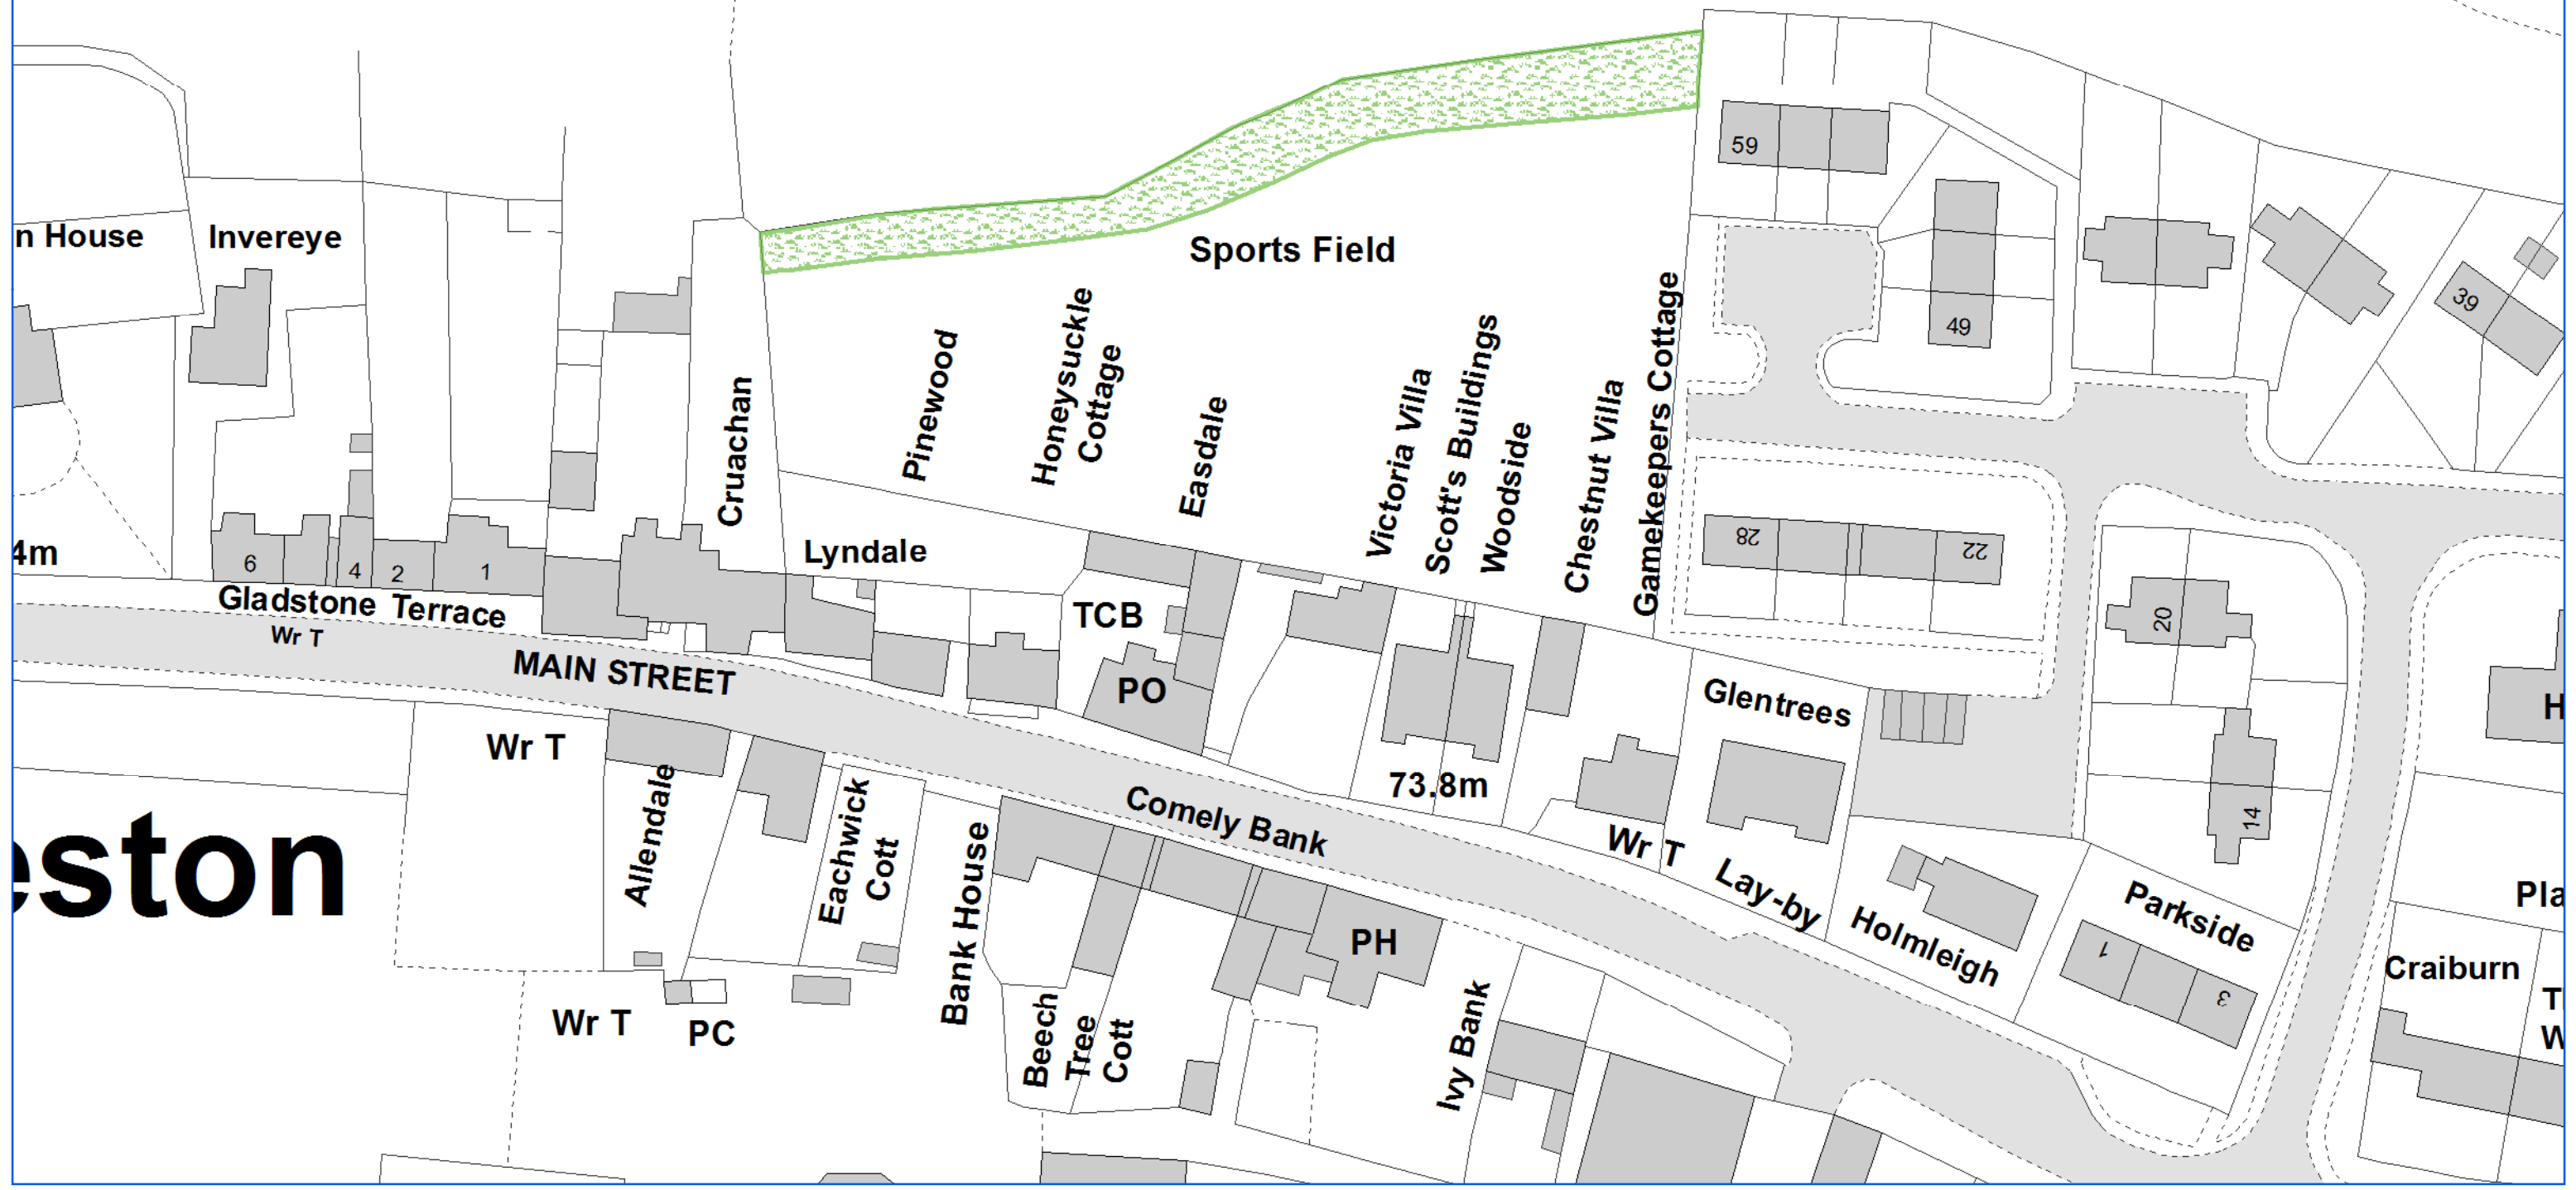 59
n House
Invereye
Sports Field
49
39
Pinewood
Honeysuckle
Cottage
Easdale
Cruachan
Victoria Villa
Scott's Buildings
Woodside
Chestnut Villa
Gamekeepers Cottage
4m
6
4
2
1
Lyndale
28
22
Gladstone Terrace
Wr T
TCB
20
MAIN STREET
PO
Glentrees
H
Wr T
73.8m
14
Allendale
Eachwick
Cott
Comely Bank
Wr T
eston
Bank House
Lay-by
Parkside
Pla
PH
Holmleigh
1
3
Craiburn
Wr T
PC
Beech
Tree
Cott
Ivy Bank
T
W